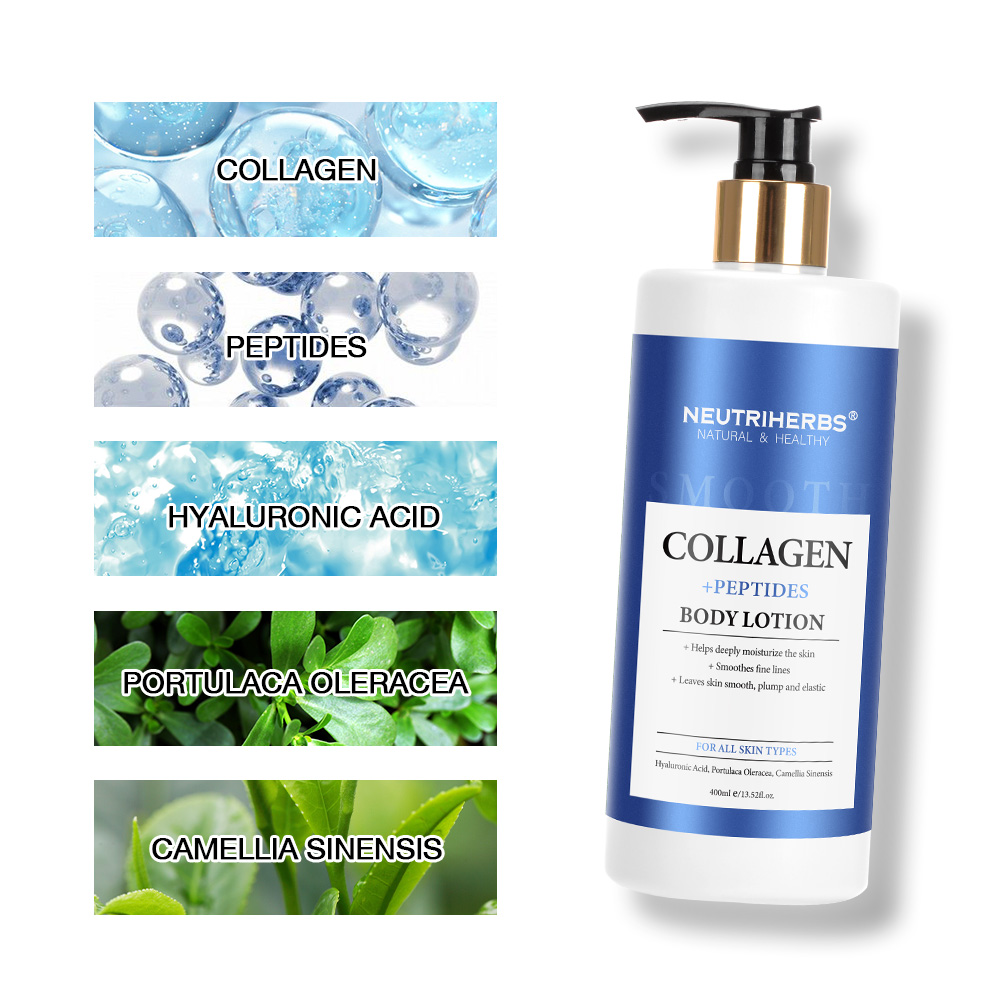 COLLAGEN
PEPTIDES
HYALURONIC ACID
PORTULACA OLERACEA
CAMELLIA SINENSIS
NEUTRIHERBS®
NATURAL & HEALTHY
SMOOTH
COLLAGEN
+PEPTIDES
BODY LOTION
+ Helps deeply moisturize the skin
+ Smoothes fine lines
+ Leaves skin smooth, plump and elastic
FOR ALL SKIN TYPES
Hyaluronic Acid, Portulaca Oleracea, Camellia Sinensis
400ml e/13.52fl.oz.